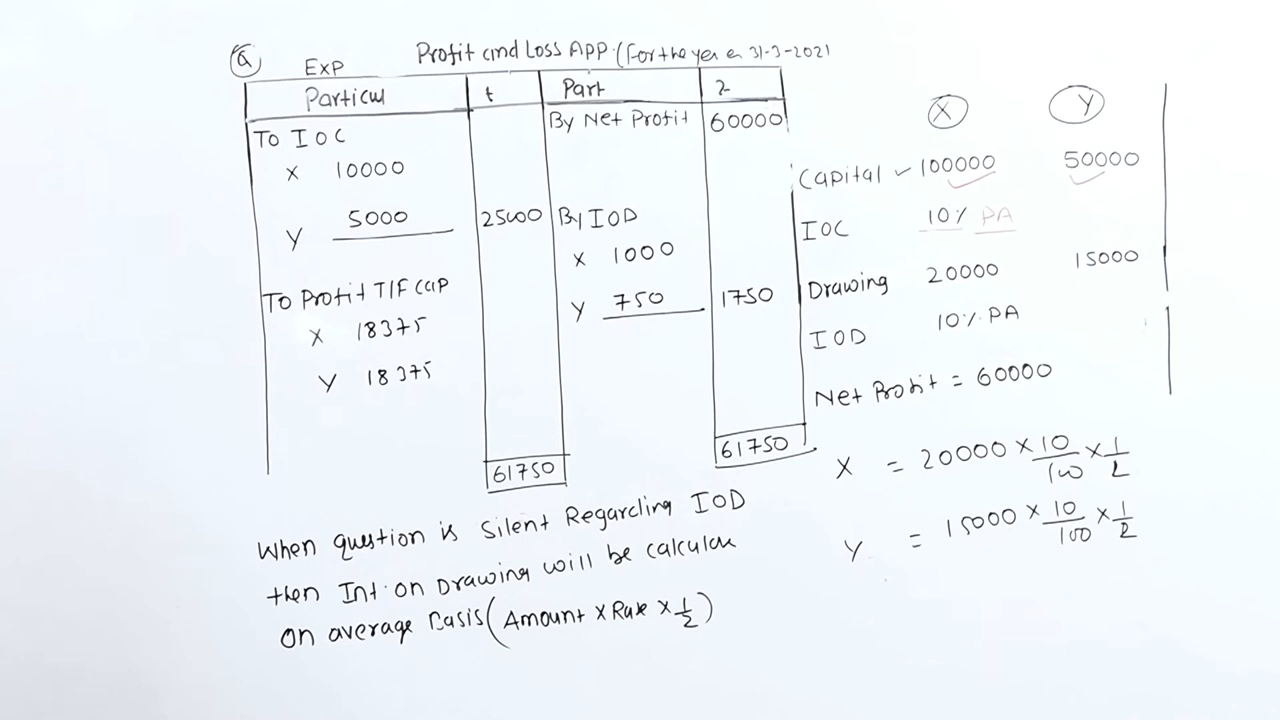 a
Exp
Profit and Loss APP. (For the yea e 31-3-2021
Particul
t
Part
2
To IOC
X 10000
Y 5000
25000
To Profit T/F cap
X 18375
Y 18375
61750
By Net Profit 60000
By IOD
X 1000
Y 750
1750
61750
X Y
Capital 100000 50000
IOC 10% PA
Drawing 20000 15000
IOD 10% PA
Net Profit = 60000
X = 20000 × 10/100 × 1/2
Y = 15000 × 10/100 × 1/2
When question is Silent Regarding IOD
then Int. on Drawing will be calculate
on average Basis (Amount × Rate × 1/2)